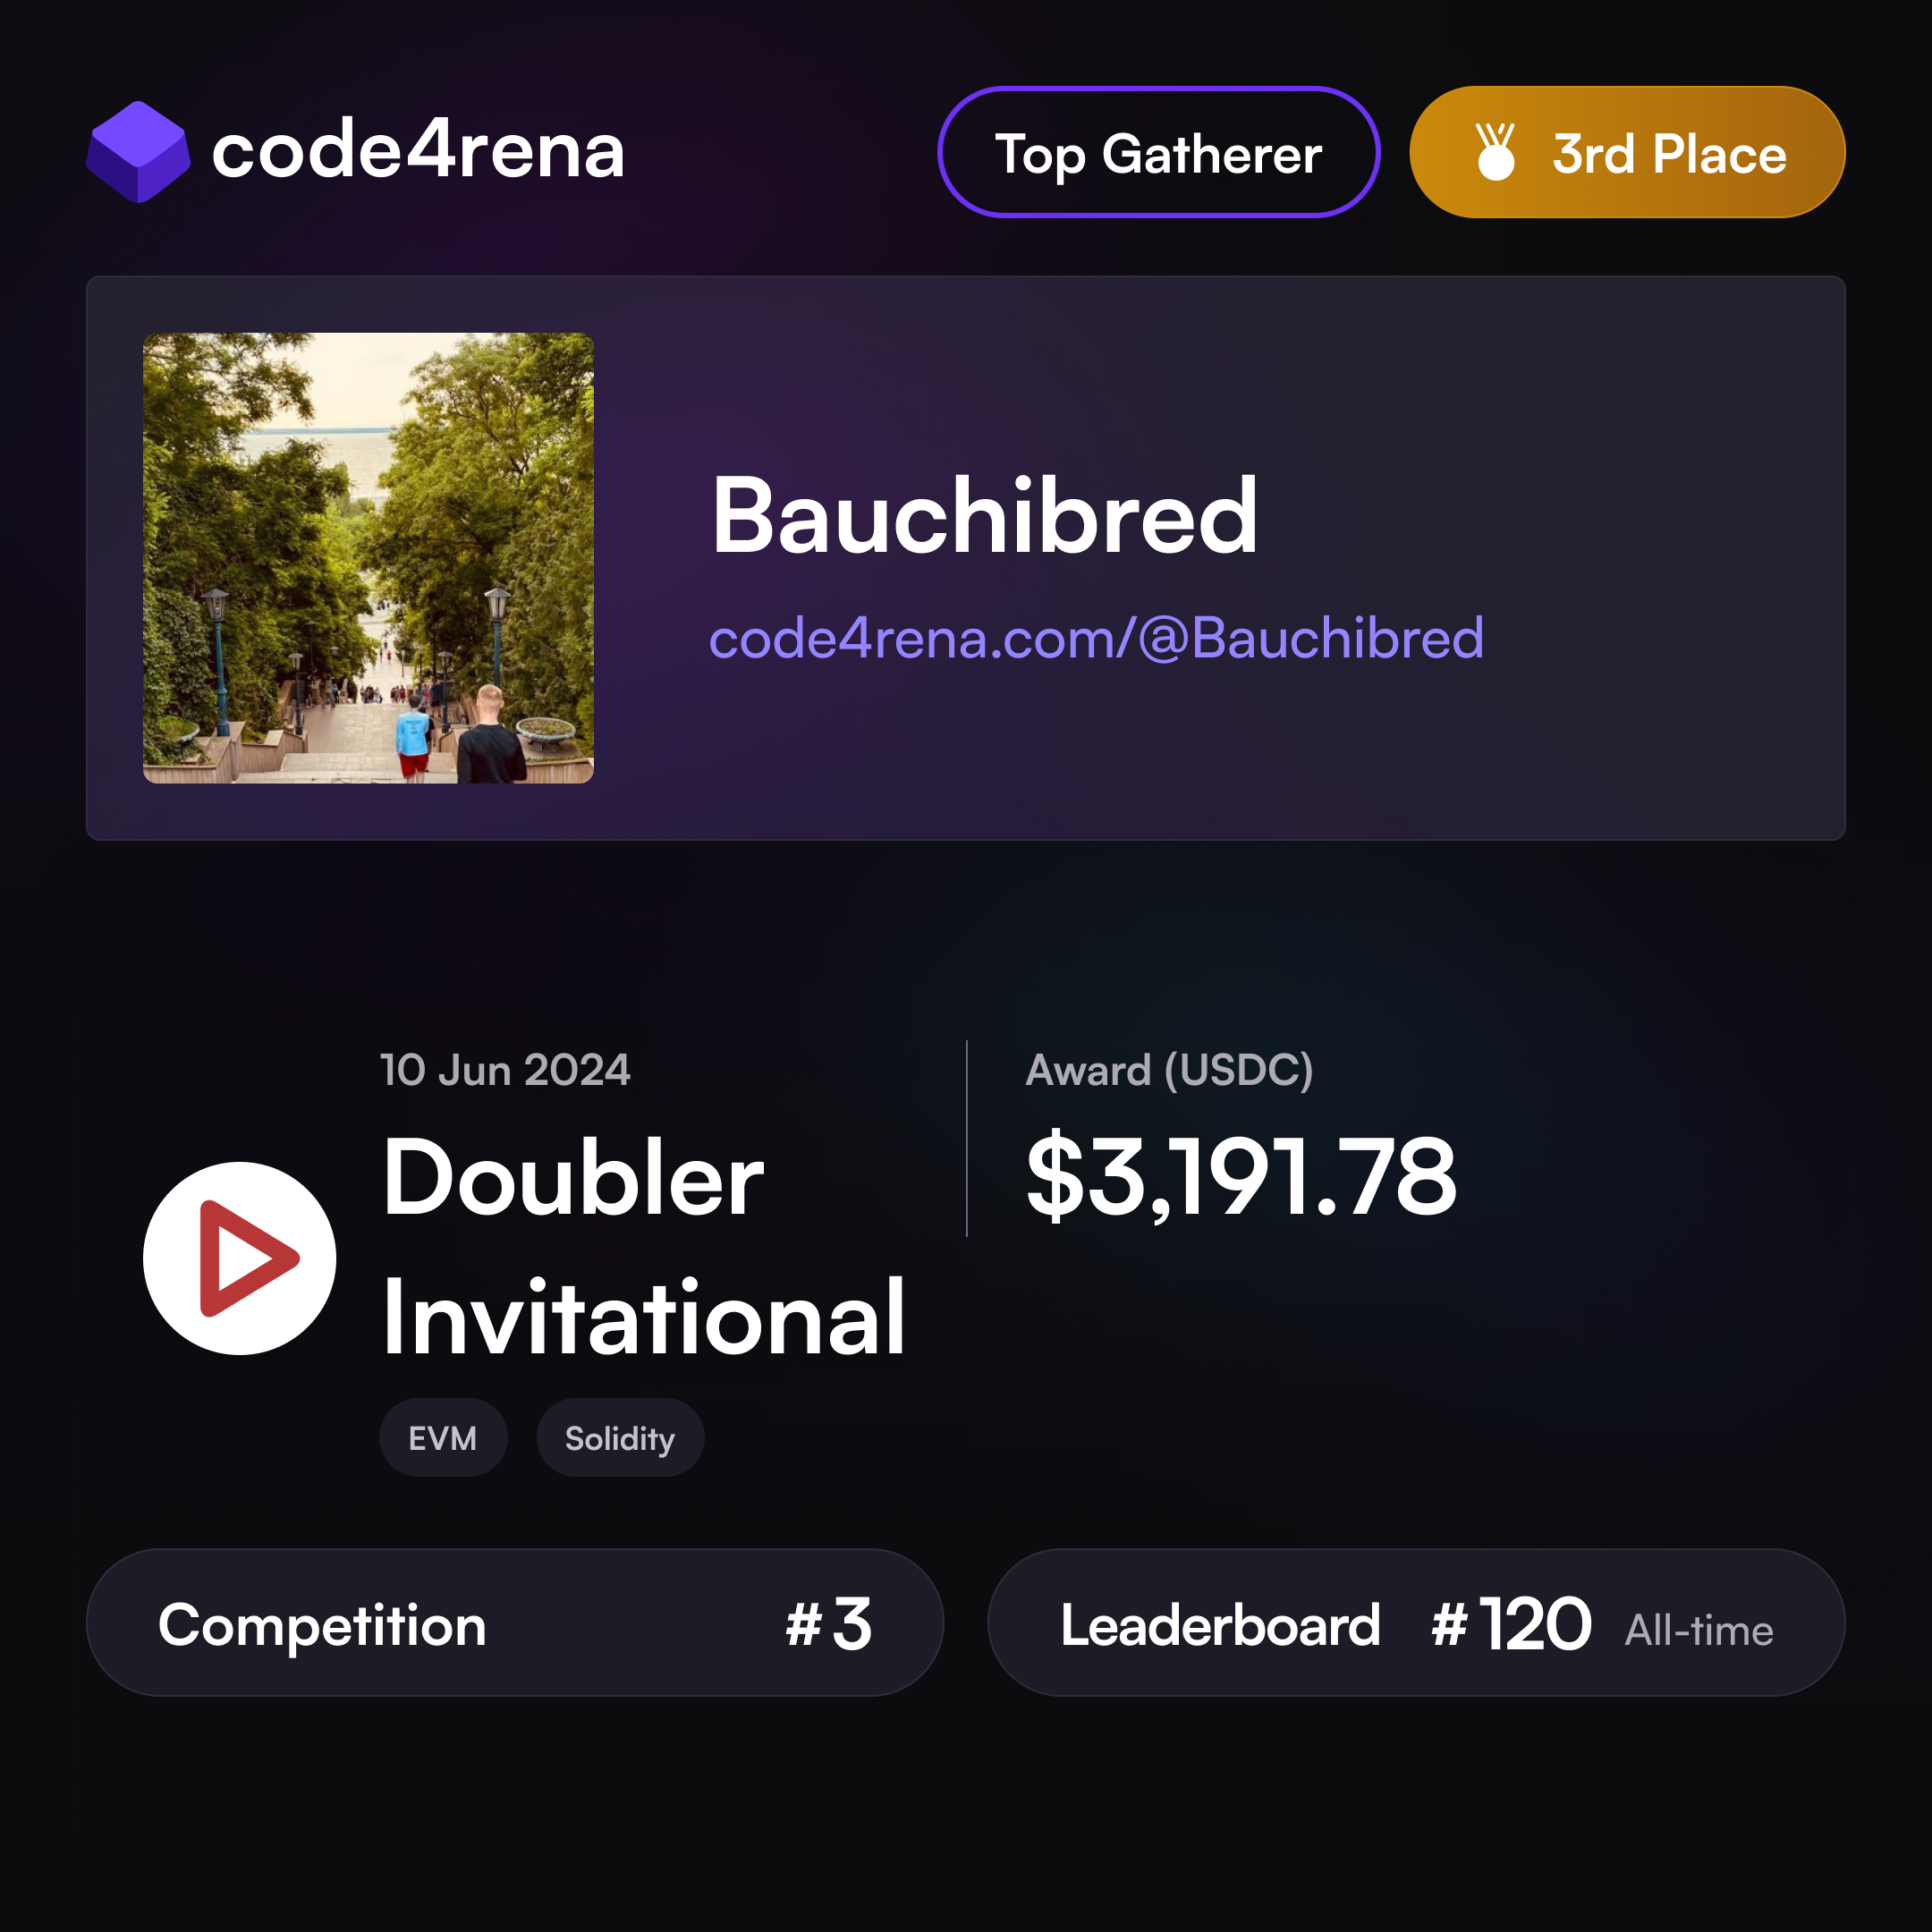 code4rena
Top Gatherer
3rd Place
Bauchibred
code4rena.com/@Bauchibred
10 Jun 2024
Doubler
Invitational
EVM
Solidity
Award (USDC)
$3,191.78
Competition
#3
Leaderboard
#120 All-time